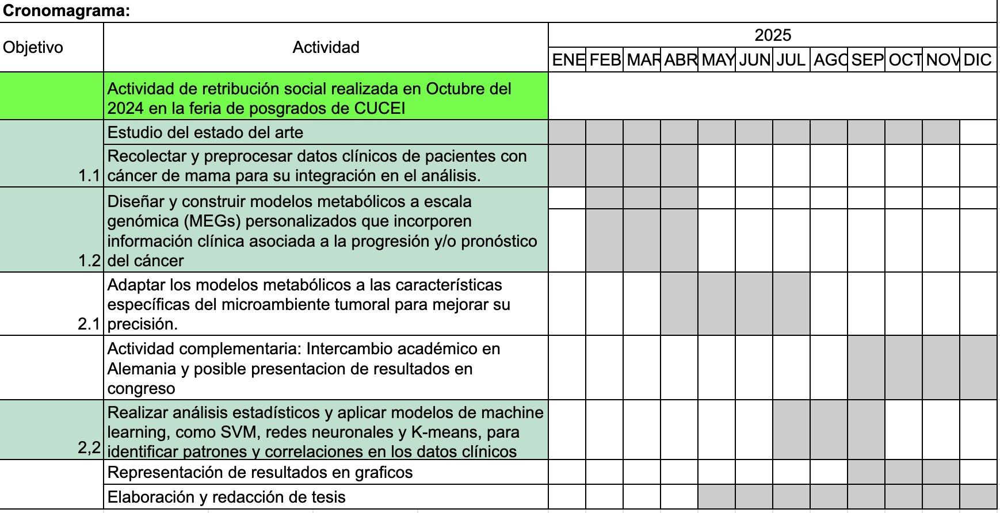 Cronomagrama:
Objetivo
Actividad
2025
ENE FEB MAR ABR MAY JUN JUL AGO SEP OCT NOV DIC
Actividad de retribución social realizada en Octubre del
2024 en la feria de posgrados de CUCEI
Estudio del estado del arte
Recolectar y preprocesar datos clínicos de pacientes con
1.1 cáncer de mama para su integración en el análisis.
Diseñar y construir modelos metabólicos a escala
genómica (MEGs) personalizados que incorporen
información clínica asociada a la progresión y/o pronóstico
1.2 del cáncer
Adaptar los modelos metabólicos a las características
específicas del microambiente tumoral para mejorar su
2.1 precisión.
Actividad complementaria: Intercambio académico en
Alemania y posible presentacion de resultados en
congreso
Realizar análisis estadísticos y aplicar modelos de machine
learning, como SVM, redes neuronales y K-means, para
2,2 identificar patrones y correlaciones en los datos clínicos
Representación de resultados en graficos
Elaboración y redacción de tesis